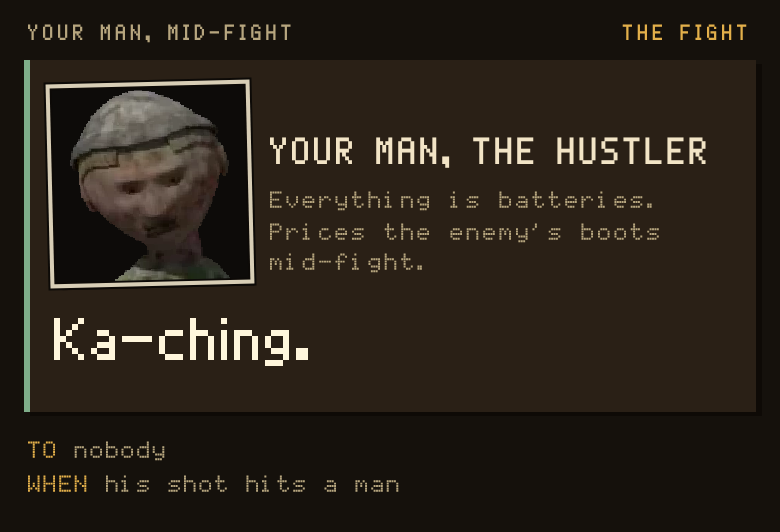 YOUR MAN, MID-FIGHT
THE FIGHT
YOUR MAN, THE HUSTLER
Everything is batteries.
Prices the enemy's boots
mid-fight.
Ka-ching.
TO nobody
WHEN his shot hits a man